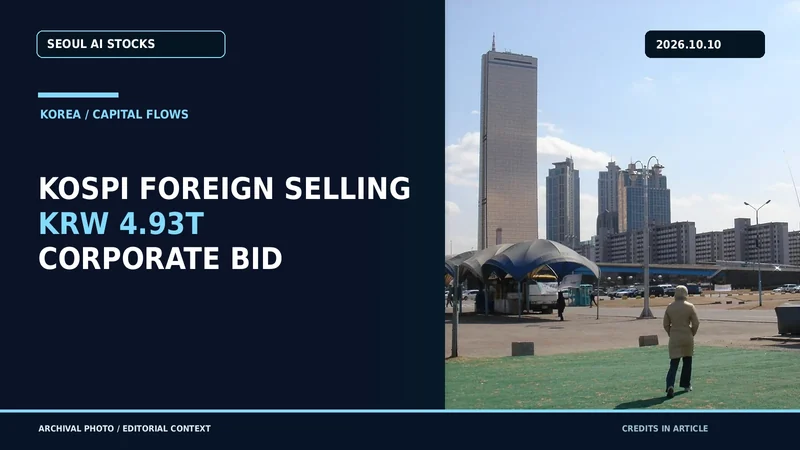 SEOUL AI STOCKS
2026.10.10
KOREA / CAPITAL FLOWS
KOSPI FOREIGN SELLING
KRW 4.93T
CORPORATE BID
ARCHIVAL PHOTO / EDITORIAL CONTEXT
CREDITS IN ARTICLE